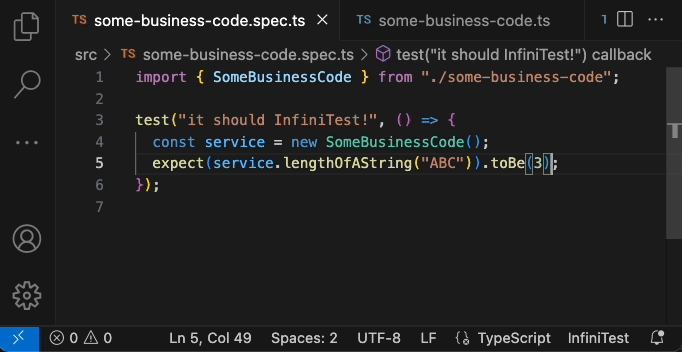 TS some-business-code.spec.ts × TS some-business-code.ts 1 ...
src > TS some-business-code.spec.ts > test("it should InfiniTest!") callback
1 import { SomeBusinessCode } from "./some-business-code";
2
3 test("it should InfiniTest!", () => {
4 const service = new SomeBusinessCode();
5 expect(service.lengthOfAString("ABC")).toBe(3);
6 });
7
0 0 Ln 5, Col 49 Spaces: 2 UTF-8 LF {} TypeScript InfiniTest